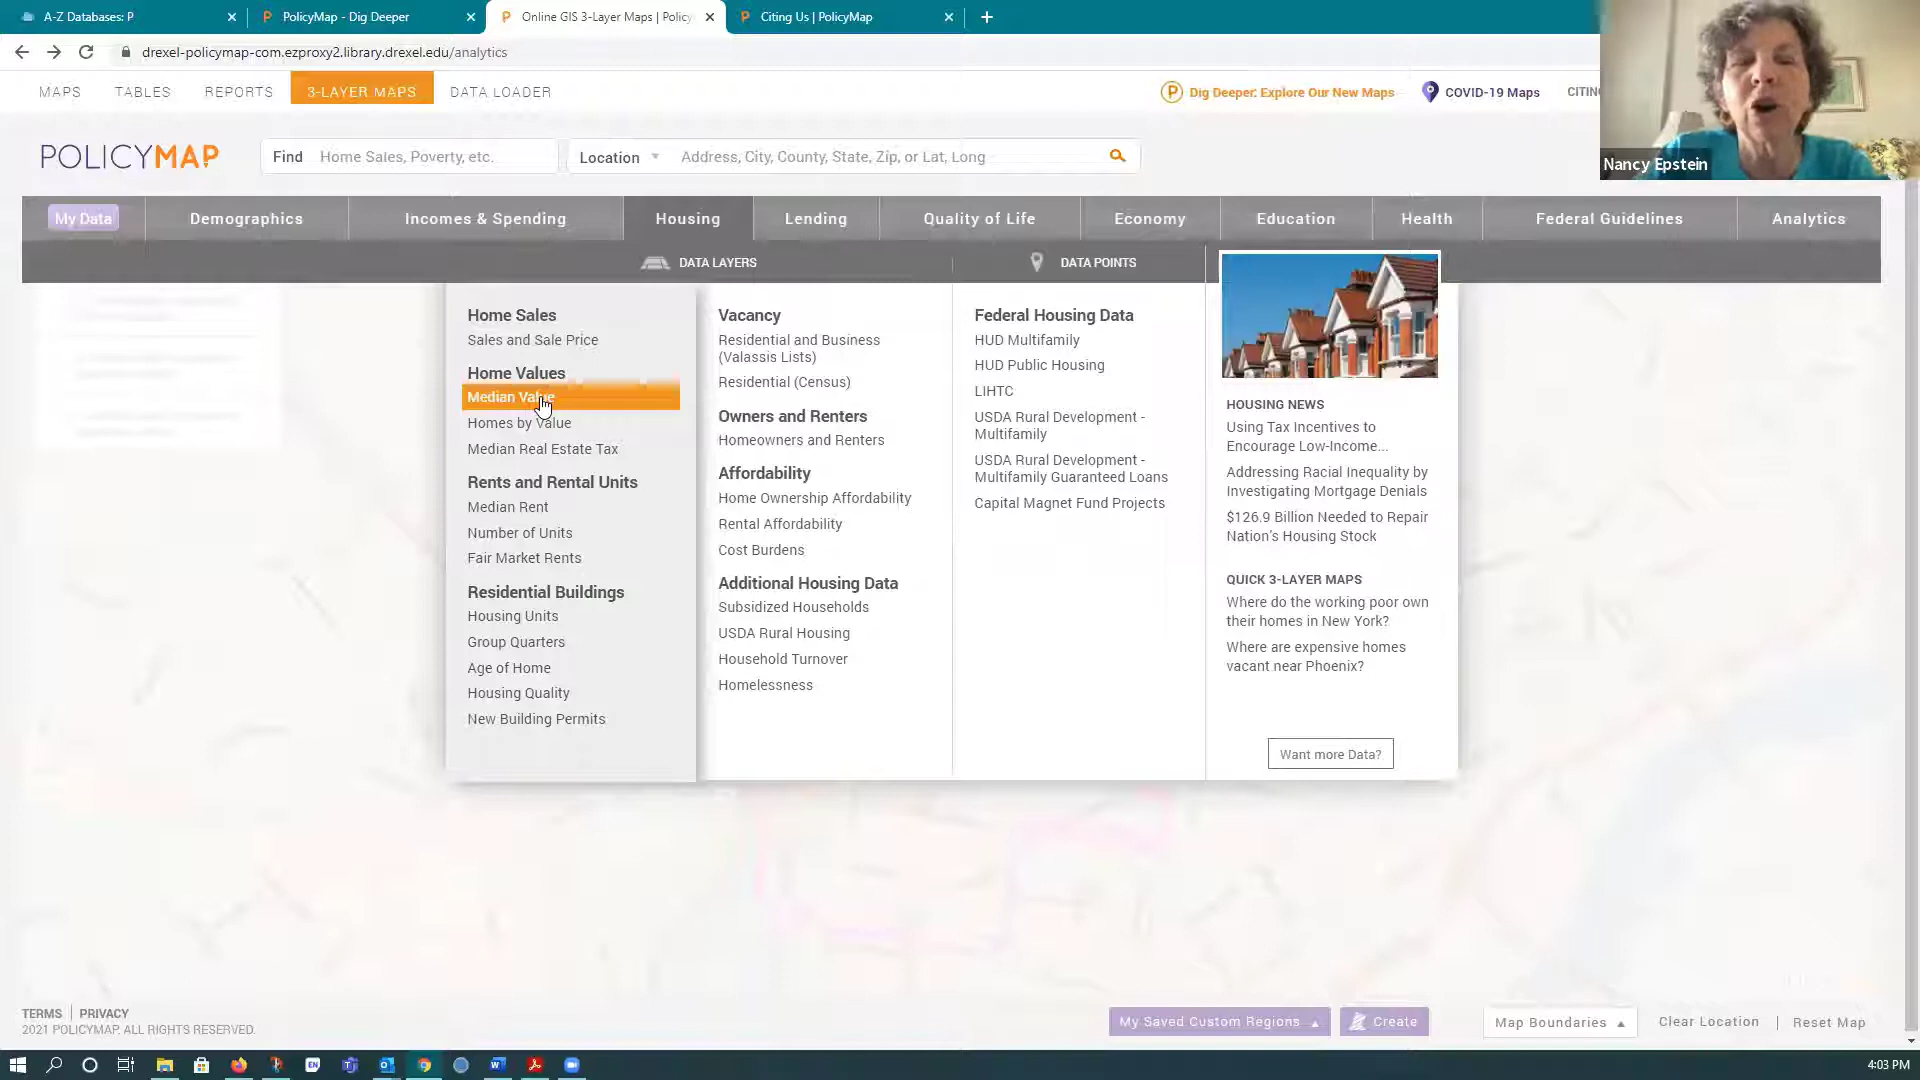 A-Z Databases: P
PolicyMap - Dig Deeper
Online GIS 3-Layer Maps | Policy
Citing Us | PolicyMap
drexel-policymap-com.ezproxy2.library.drexel.edu/analytics
MAPS TABLES REPORTS 3-LAYER MAPS DATA LOADER
Dig Deeper: Explore Our New Maps COVID-19 Maps CITING
Nancy Epstein
POLICYMAP
Find Home Sales, Poverty, etc.
Location Address, City, County, State, Zip, or Lat, Long
My Data Demographics Incomes & Spending Housing Lending Quality of Life Economy Education Health Federal Guidelines Analytics
DATA LAYERS DATA POINTS
Home Sales
Sales and Sale Price
Home Values
Median Value
Homes by Value
Median Real Estate Tax
Rents and Rental Units
Median Rent
Number of Units
Fair Market Rents
Residential Buildings
Housing Units
Group Quarters
Age of Home
Housing Quality
New Building Permits
Vacancy
Residential and Business
(Valassis Lists)
Residential (Census)
Owners and Renters
Homeowners and Renters
Affordability
Home Ownership Affordability
Rental Affordability
Cost Burdens
Additional Housing Data
Subsidized Households
USDA Rural Housing
Household Turnover
Homelessness
Federal Housing Data
HUD Multifamily
HUD Public Housing
LIHTC
USDA Rural Development -
Multifamily
USDA Rural Development -
Multifamily Guaranteed Loans
Capital Magnet Fund Projects
HOUSING NEWS
Using Tax Incentives to
Encourage Low-Income...
Addressing Racial Inequality by
Investigating Mortgage Denials
$126.9 Billion Needed to Repair
Nation's Housing Stock
QUICK 3-LAYER MAPS
Where do the working poor own
their homes in New York?
Where are expensive homes
vacant near Phoenix?
Want more Data?
TERMS | PRIVACY
2021 POLICYMAP. ALL RIGHTS RESERVED.
My Saved Custom Regions Create Map Boundaries Clear Location | Reset Map
4:03 PM